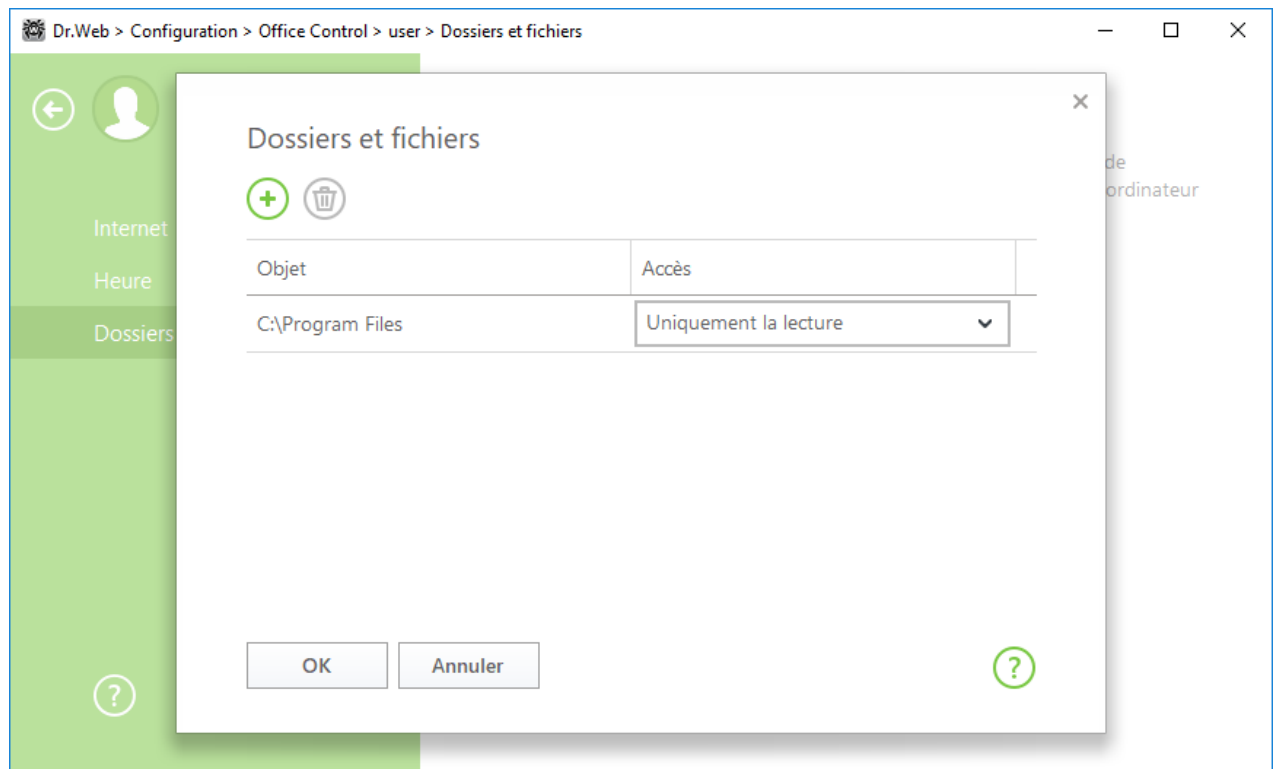 Dr.Web > Configuration > Office Control > user > Dossiers et fichiers
Dossiers et fichiers
de
ordinateur
Internet
Heure
Dossiers
Objet
Accès
C:\Program Files
Uniquement la lecture
OK
Annuler
?
?